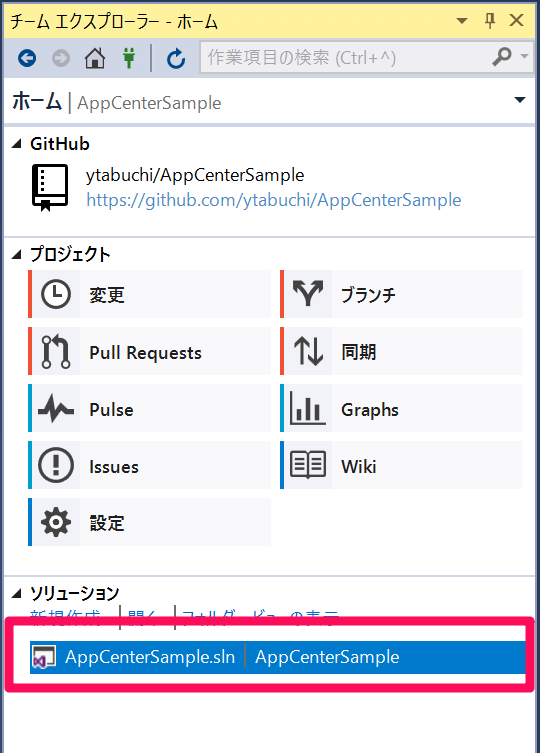 チーム エクスプローラー - ホーム
作業項目の検索 (Ctrl+^)
ホーム | AppCenterSample
GitHub
ytabuchi/AppCenterSample
https://github.com/ytabuchi/AppCenterSample
プロジェクト
変更
ブランチ
Pull Requests
同期
Pulse
Graphs
Issues
Wiki
設定
ソリューション
新規作成 | 開く | フォルダービューの表示
AppCenterSample.sln | AppCenterSample